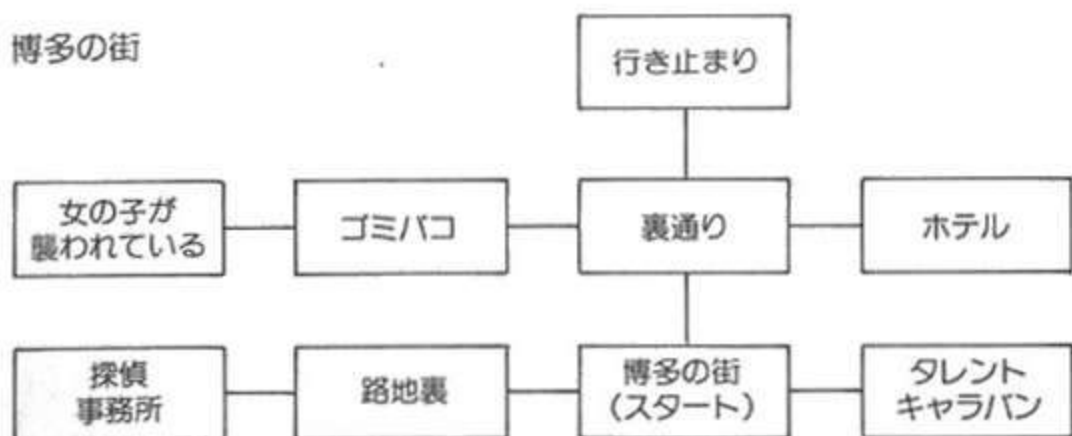 博多の街
行き止まり
女の子が
襲われている
ゴミバコ
裏通り
ホテル
探偵
事務所
路地裏
博多の街
(スタート)
タレント
キャラバン